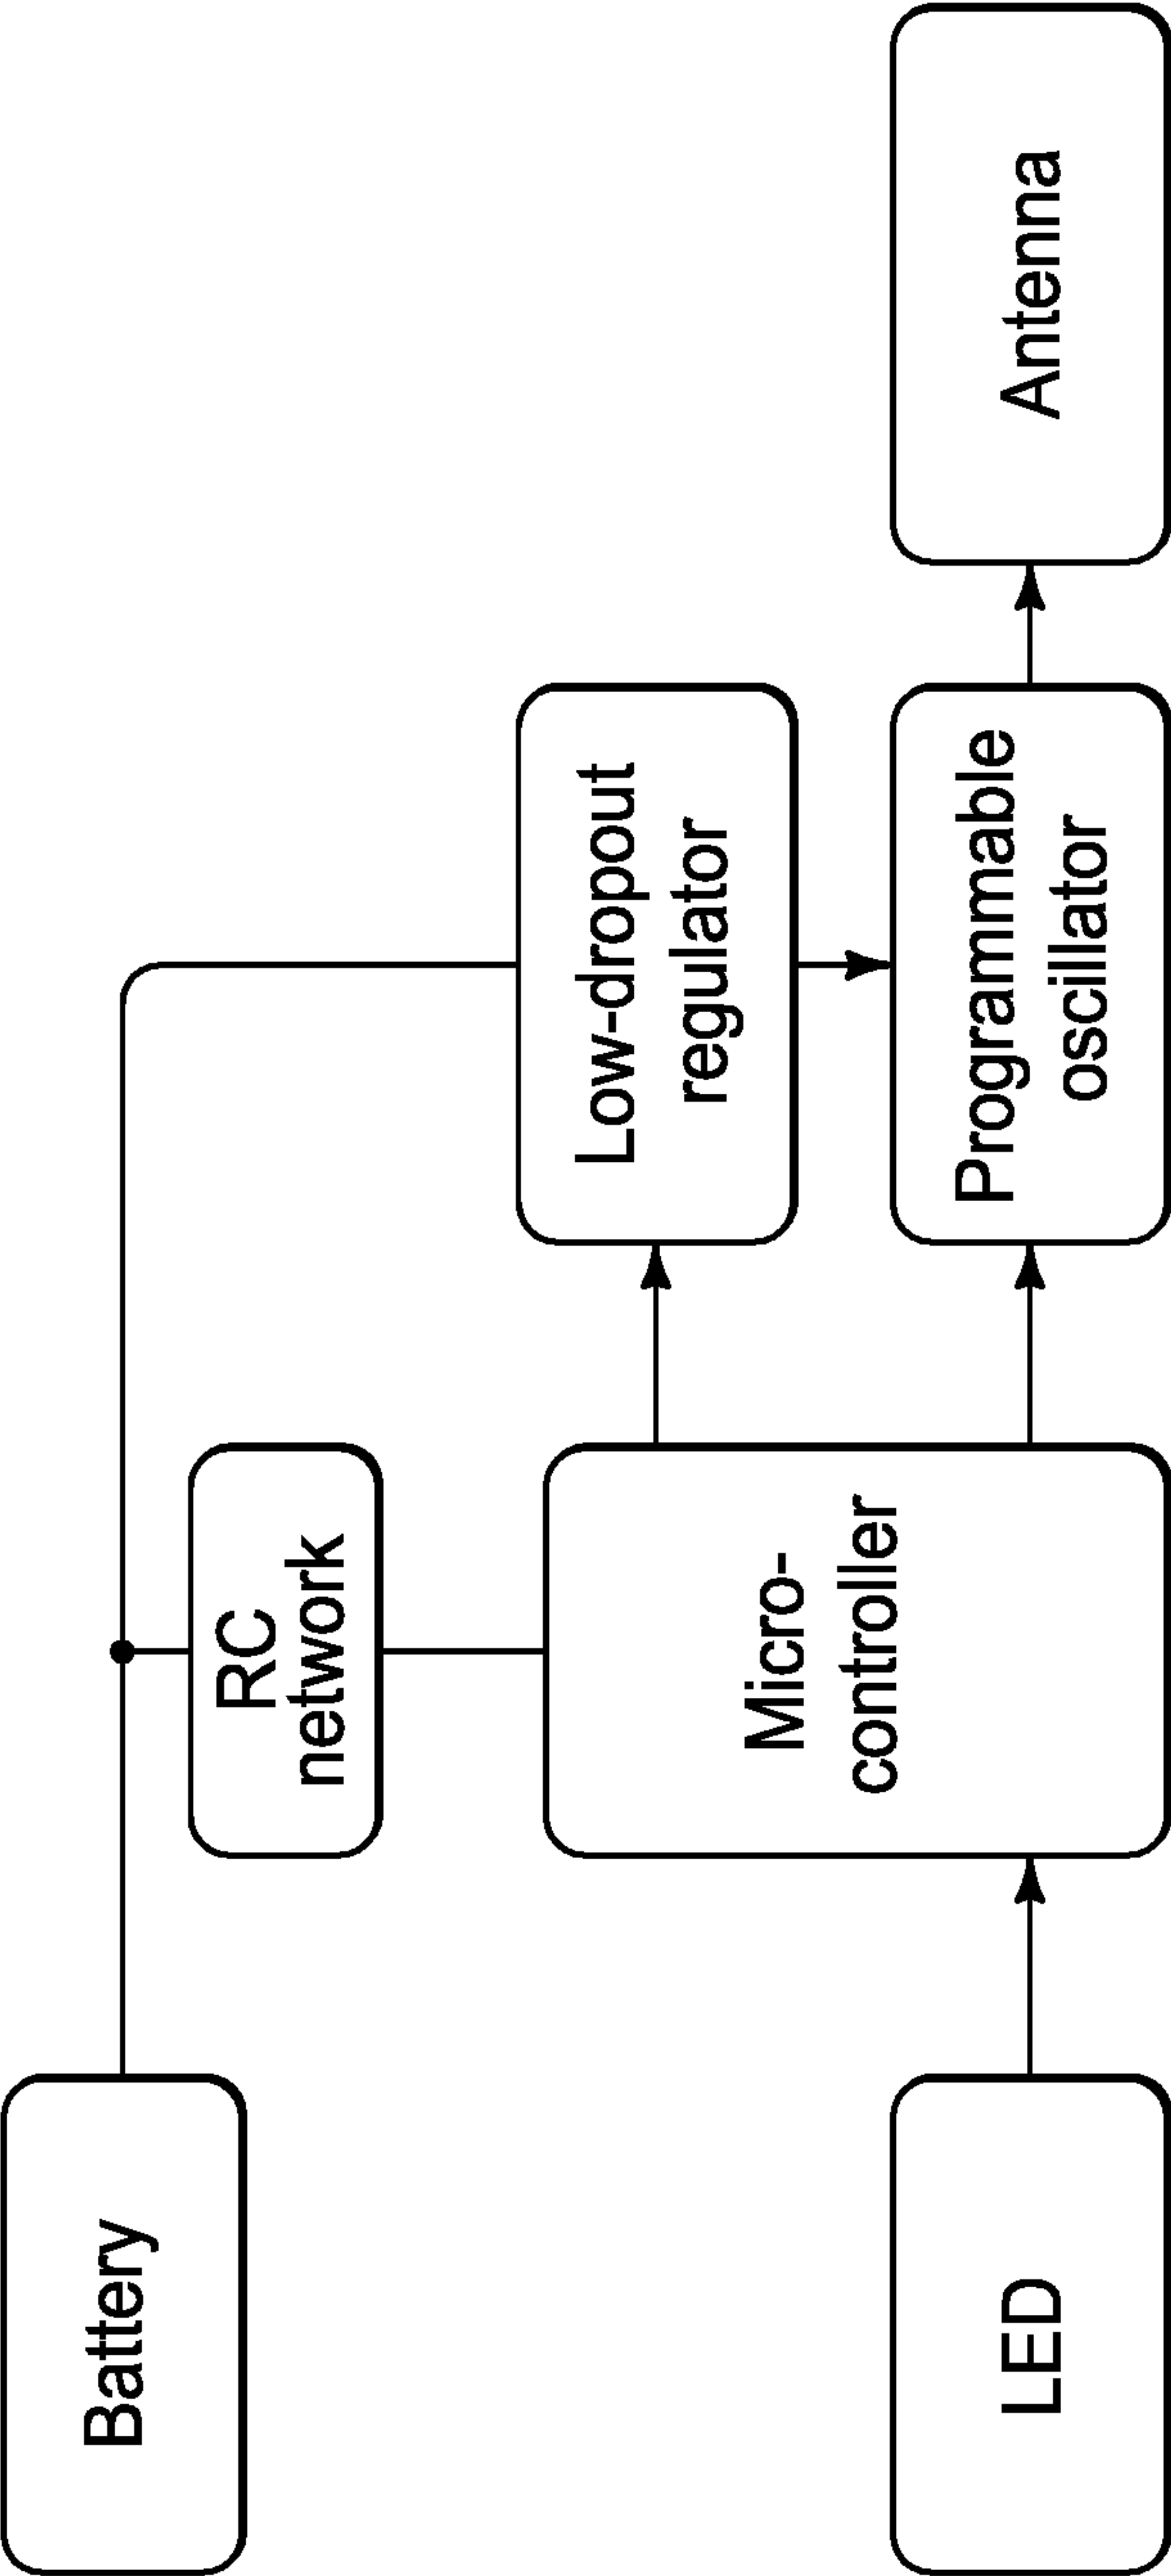 Battery
RC
network
Low-dropout
regulator
Micro-
controller
LED
Programmable
oscillator
Antenna